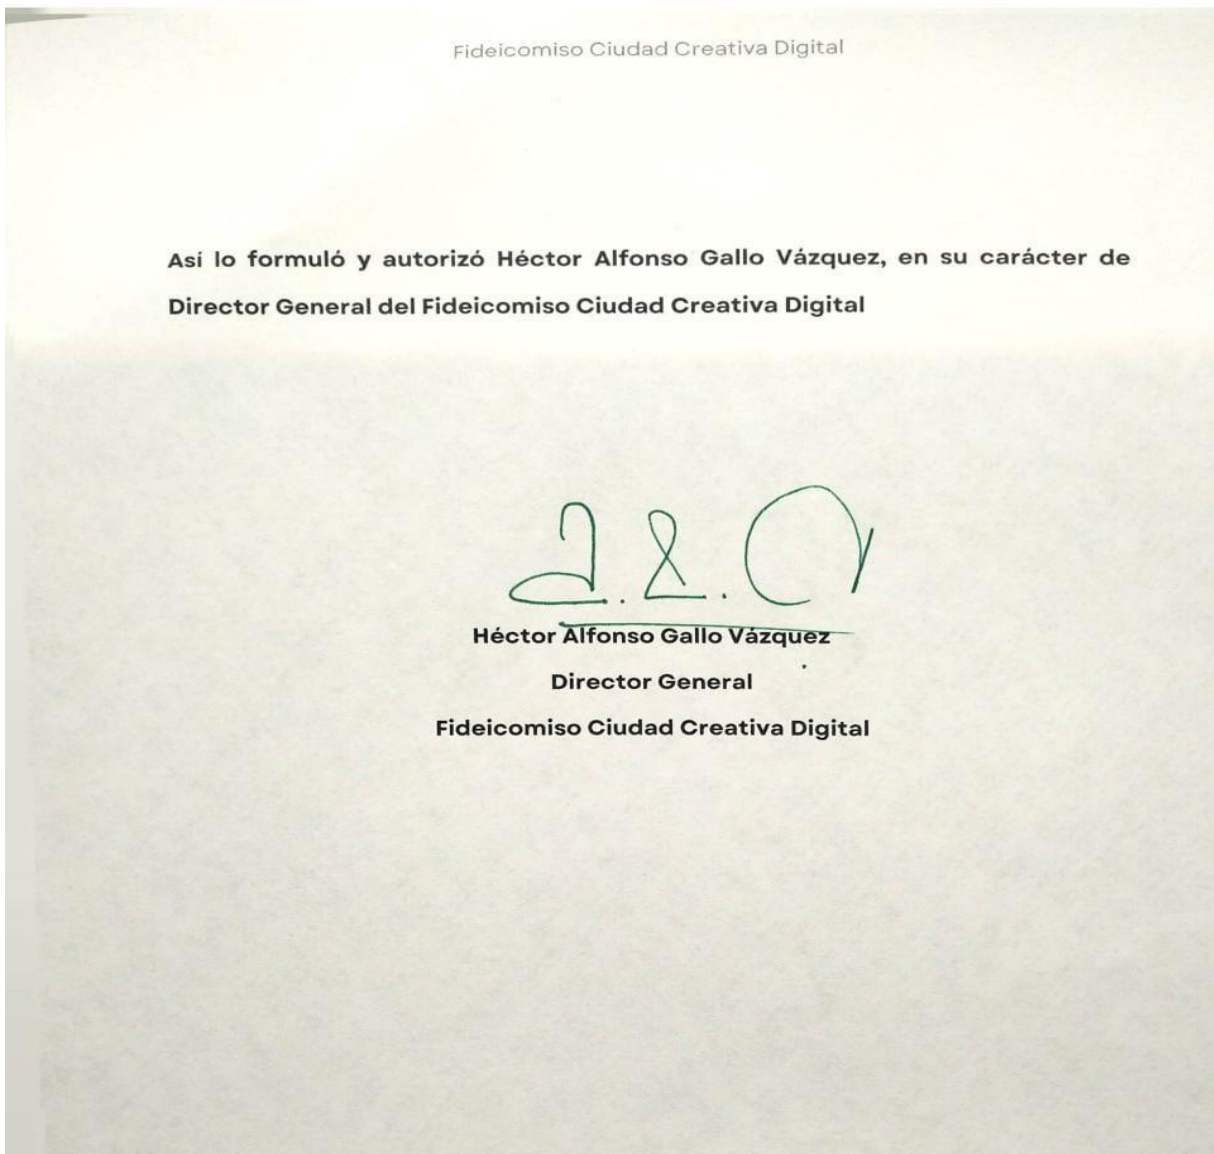 Fideicomiso Ciudad Creativa Digital
Así lo formuló y autorizó Héctor Alfonso Gallo Vázquez, en su carácter de
Director General del Fideicomiso Ciudad Creativa Digital
Héctor Alfonso Gallo Vázquez
Director General
Fideicomiso Ciudad Creativa Digital